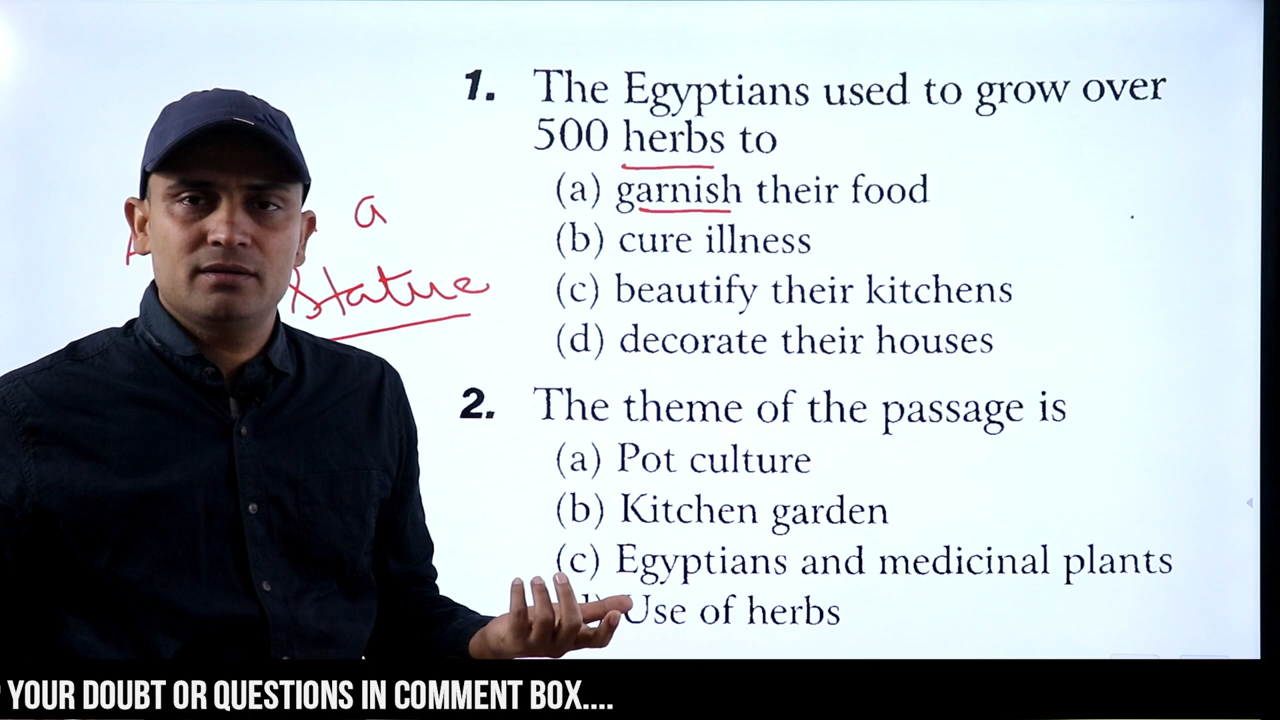 1. The Egyptians used to grow over
500 herbs to
(a) garnish their food
(b) cure illness
(c) beautify their kitchens
(d) decorate their houses
2. The theme of the passage is
(a) Pot culture
(b) Kitchen garden
(c) Egyptians and medicinal plants
Use of herbs
a
Statue
YOUR DOUBT OR QUESTIONS IN COMMENT BOX....